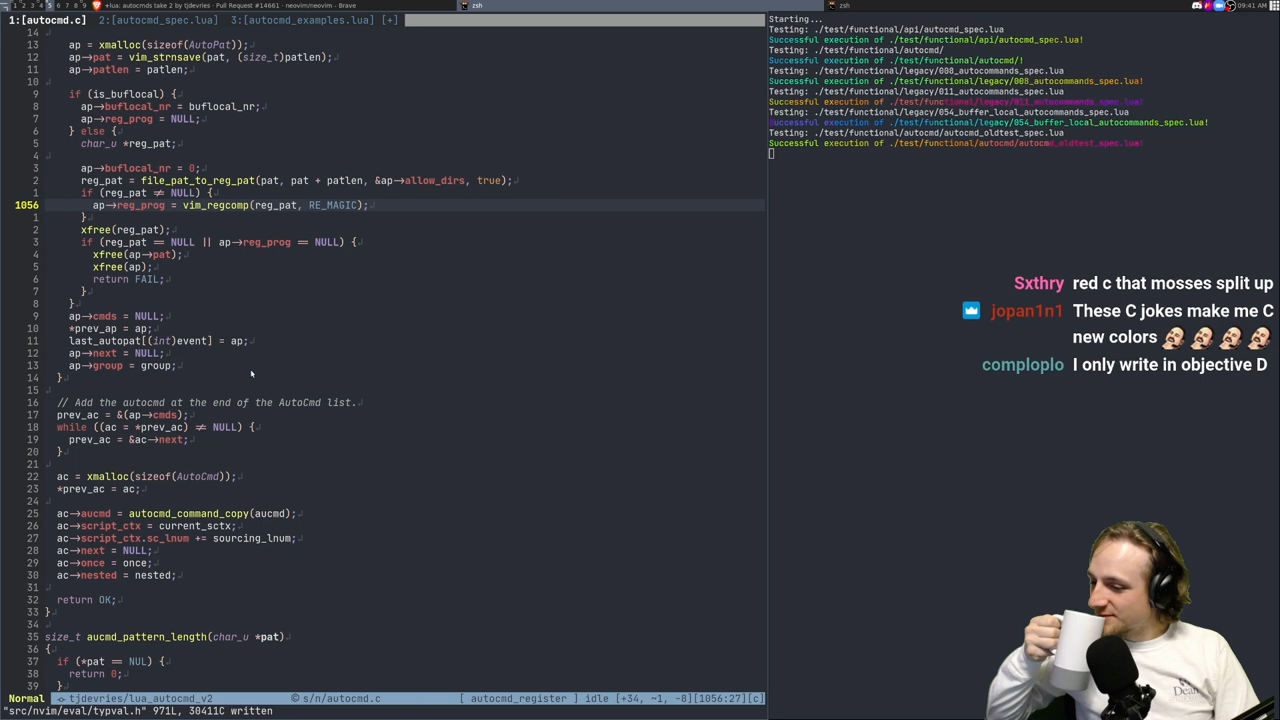 1 2 3 4 5 6 7 8 9 +lua: autocmds take 2 by tjdevries · Pull Request #14661 · neovim/neovim - Brave zsh zsh 09:41 AM
1:[autocmd.c] 2:[autocmd_spec.lua] 3:[autocmd_examples.lua] [+]
14
13 ap = xmalloc(sizeof(AutoPat));
12 ap->pat = vim_strnsave(pat, (size_t)patlen);
11 ap->patlen = patlen;
10
9 if (is_buflocal) {
8 ap->buflocal_nr = buflocal_nr;
7 ap->reg_prog = NULL;
6 } else {
5 char_u *reg_pat;
4
3 ap->buflocal_nr = 0;
2 reg_pat = file_pat_to_reg_pat(pat, pat + patlen, &ap->allow_dirs, true);
1 if (reg_pat ≠ NULL) {
1056 ap->reg_prog = vim_regcomp(reg_pat, RE_MAGIC);
1 }
2 xfree(reg_pat);
3 if (reg_pat == NULL || ap->reg_prog == NULL) {
4 xfree(ap->pat);
5 xfree(ap);
6 return FAIL;
7 }
8 }
9 ap->cmds = NULL;
10 *prev_ap = ap;
11 last_autopat[(int)event] = ap;
12 ap->next = NULL;
13 ap->group = group;
14 }
15
16 // Add the autocmd at the end of the AutoCmd list.
17 prev_ac = &(ap->cmds);
18 while ((ac = *prev_ac) ≠ NULL) {
19 prev_ac = &ac->next;
20 }
21
22 ac = xmalloc(sizeof(AutoCmd));
23 *prev_ac = ac;
24
25 ac->aucmd = autocmd_command_copy(aucmd);
26 ac->script_ctx = current_sctx;
27 ac->script_ctx.sc_lnum += sourcing_lnum;
28 ac->next = NULL;
29 ac->once = once;
30 ac->nested = nested;
31
32 return OK;
33 }
34
35 size_t aucmd_pattern_length(char_u *pat)
36 {
37 if (*pat == NUL) {
38 return 0;
39 }
Normal tjdevries/lua_autocmd_v2 s/n/autocmd.c [ autocmd_register ] idle [+34, ~1, -8][1056:27][c]
"src/nvim/eval/typval.h" 971L, 30411C written
Starting...
Testing: ./test/functional/api/autocmd_spec.lua
Successful execution of ./test/functional/api/autocmd_spec.lua!
Testing: ./test/functional/autocmd/
Successful execution of ./test/functional/autocmd/!
Testing: ./test/functional/legacy/008_autocommands_spec.lua
Successful execution of ./test/functional/legacy/008_autocommands_spec.lua!
Testing: ./test/functional/legacy/011_autocommands_spec.lua
Successful execution of ./test/functional/legacy/011_autocommands_spec.lua!
Testing: ./test/functional/legacy/054_buffer_local_autocommands_spec.lua
Successful execution of ./test/functional/legacy/054_buffer_local_autocommands_spec.lua!
Testing: ./test/functional/autocmd/autocmd_oldtest_spec.lua
Successful execution of ./test/functional/autocmd/autocmd_oldtest_spec.lua!
Sxthry red c that mosses split up
jopan1n1 These C jokes make me C
new colors
comploplo I only write in objective D